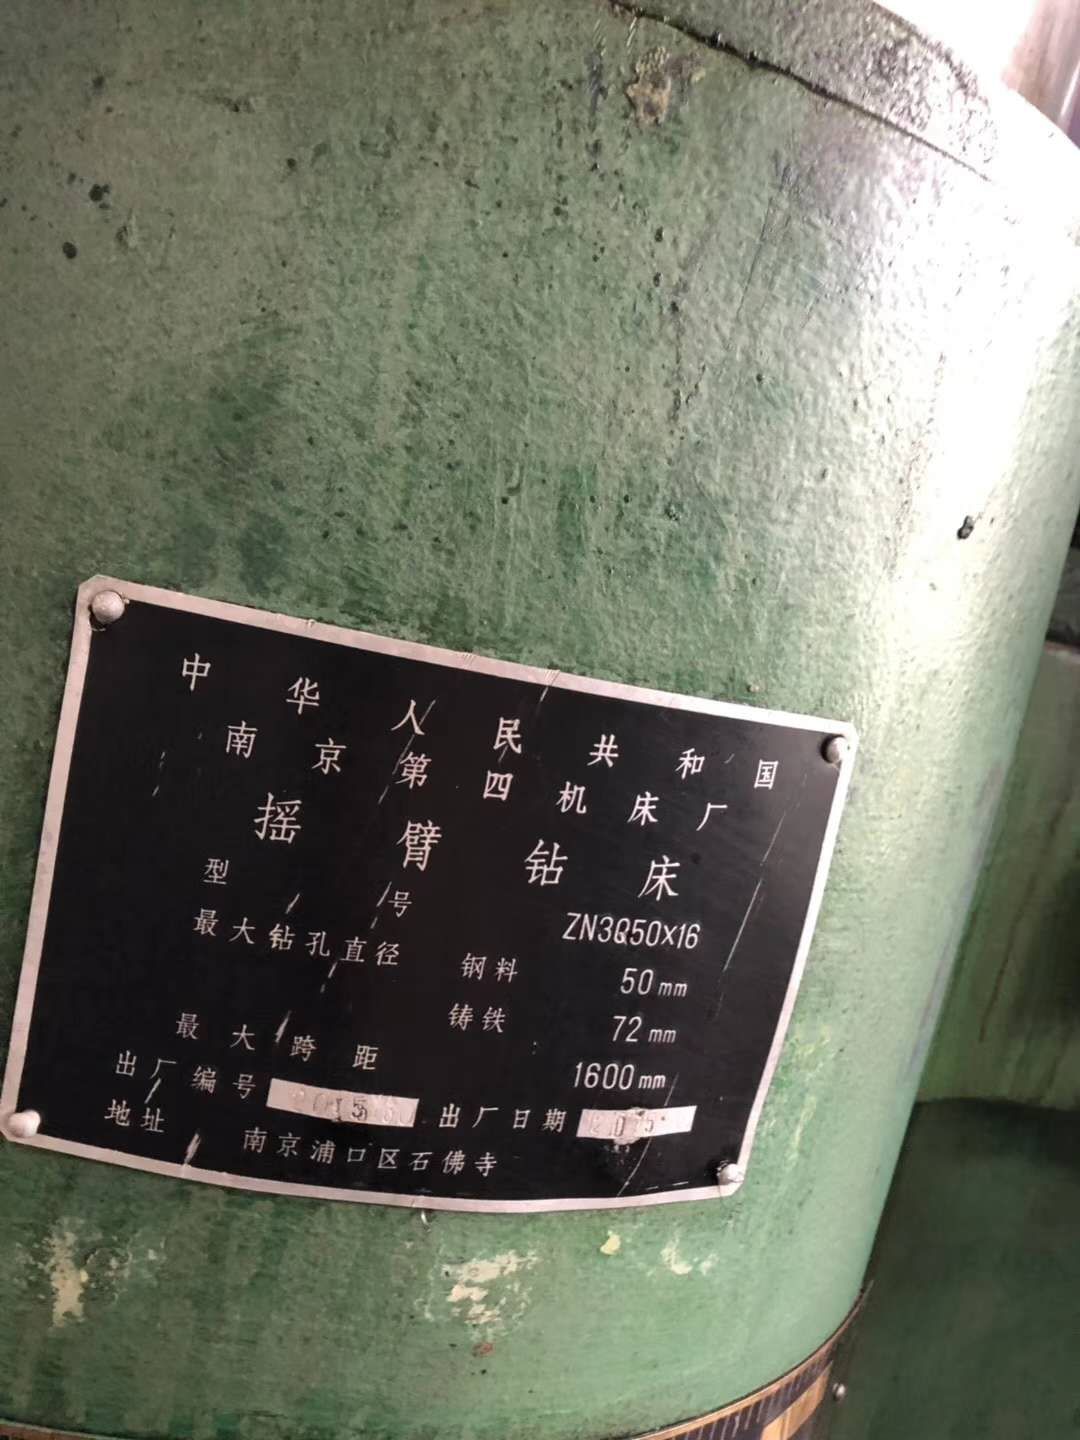 中华人民共和国
南京第四机床厂
摇臂钻床
型号 ZN3Q50×16
最大钻孔直径 钢料 50mm
铸铁 72mm
最大跨距 1600mm
出厂编号 出厂日期
地址 南京浦口区石佛寺